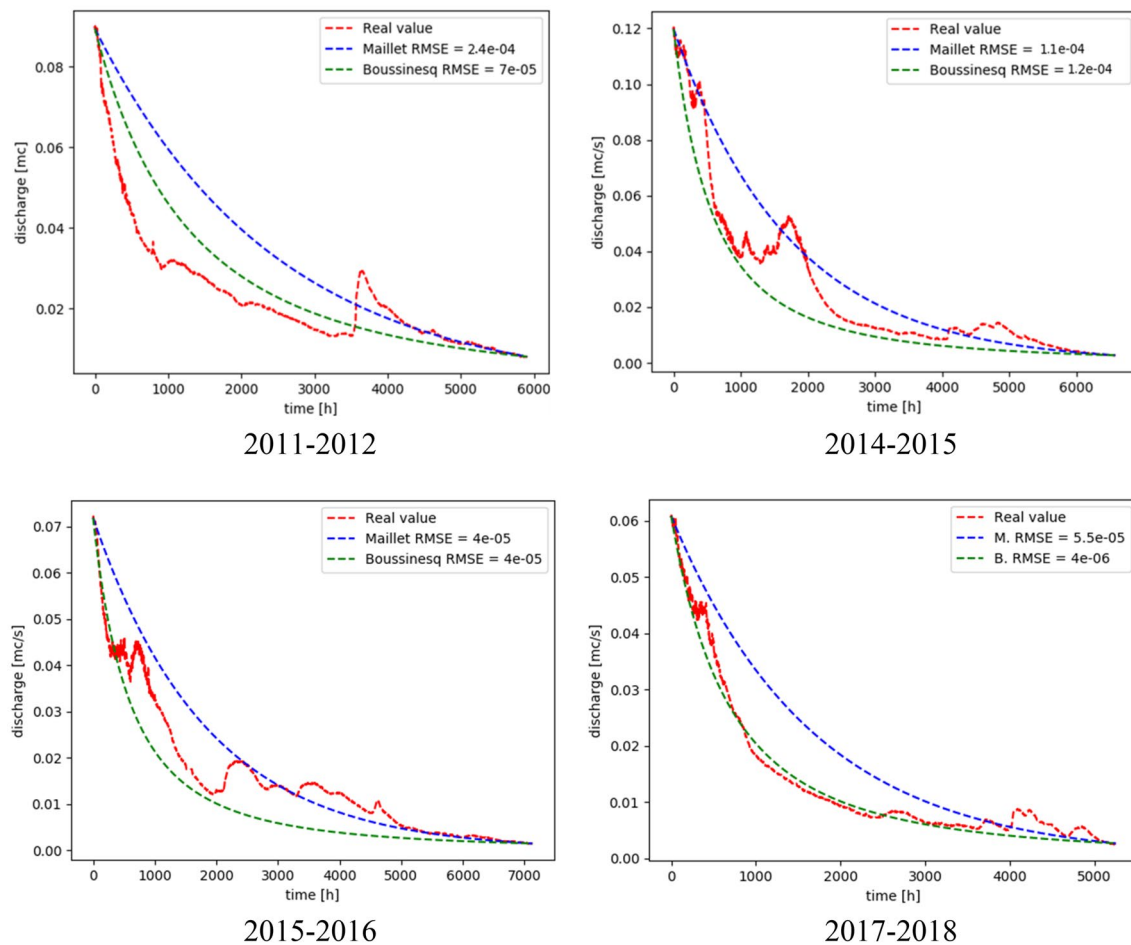 Real value
Maillet RMSE = 2.4e-04
Boussinesq RMSE = 7e-05
discharge [mc]
0.08
0.06
0.04
0.02
0 1000 2000 3000 4000 5000 6000
time [h]
2011-2012
Real value
Maillet RMSE = 1.1e-04
Boussinesq RMSE = 1.2e-04
discharge [mc/s]
0.12
0.10
0.08
0.06
0.04
0.02
0.00
0 1000 2000 3000 4000 5000 6000
time [h]
2014-2015
Real value
Maillet RMSE = 4e-05
Boussinesq RMSE = 4e-05
discharge [mc/s]
0.07
0.06
0.05
0.04
0.03
0.02
0.01
0.00
0 1000 2000 3000 4000 5000 6000 7000
time [h]
2015-2016
Real value
M. RMSE = 5.5e-05
B. RMSE = 4e-06
discharge [mc/s]
0.06
0.05
0.04
0.03
0.02
0.01
0.00
0 1000 2000 3000 4000 5000
time [h]
2017-2018